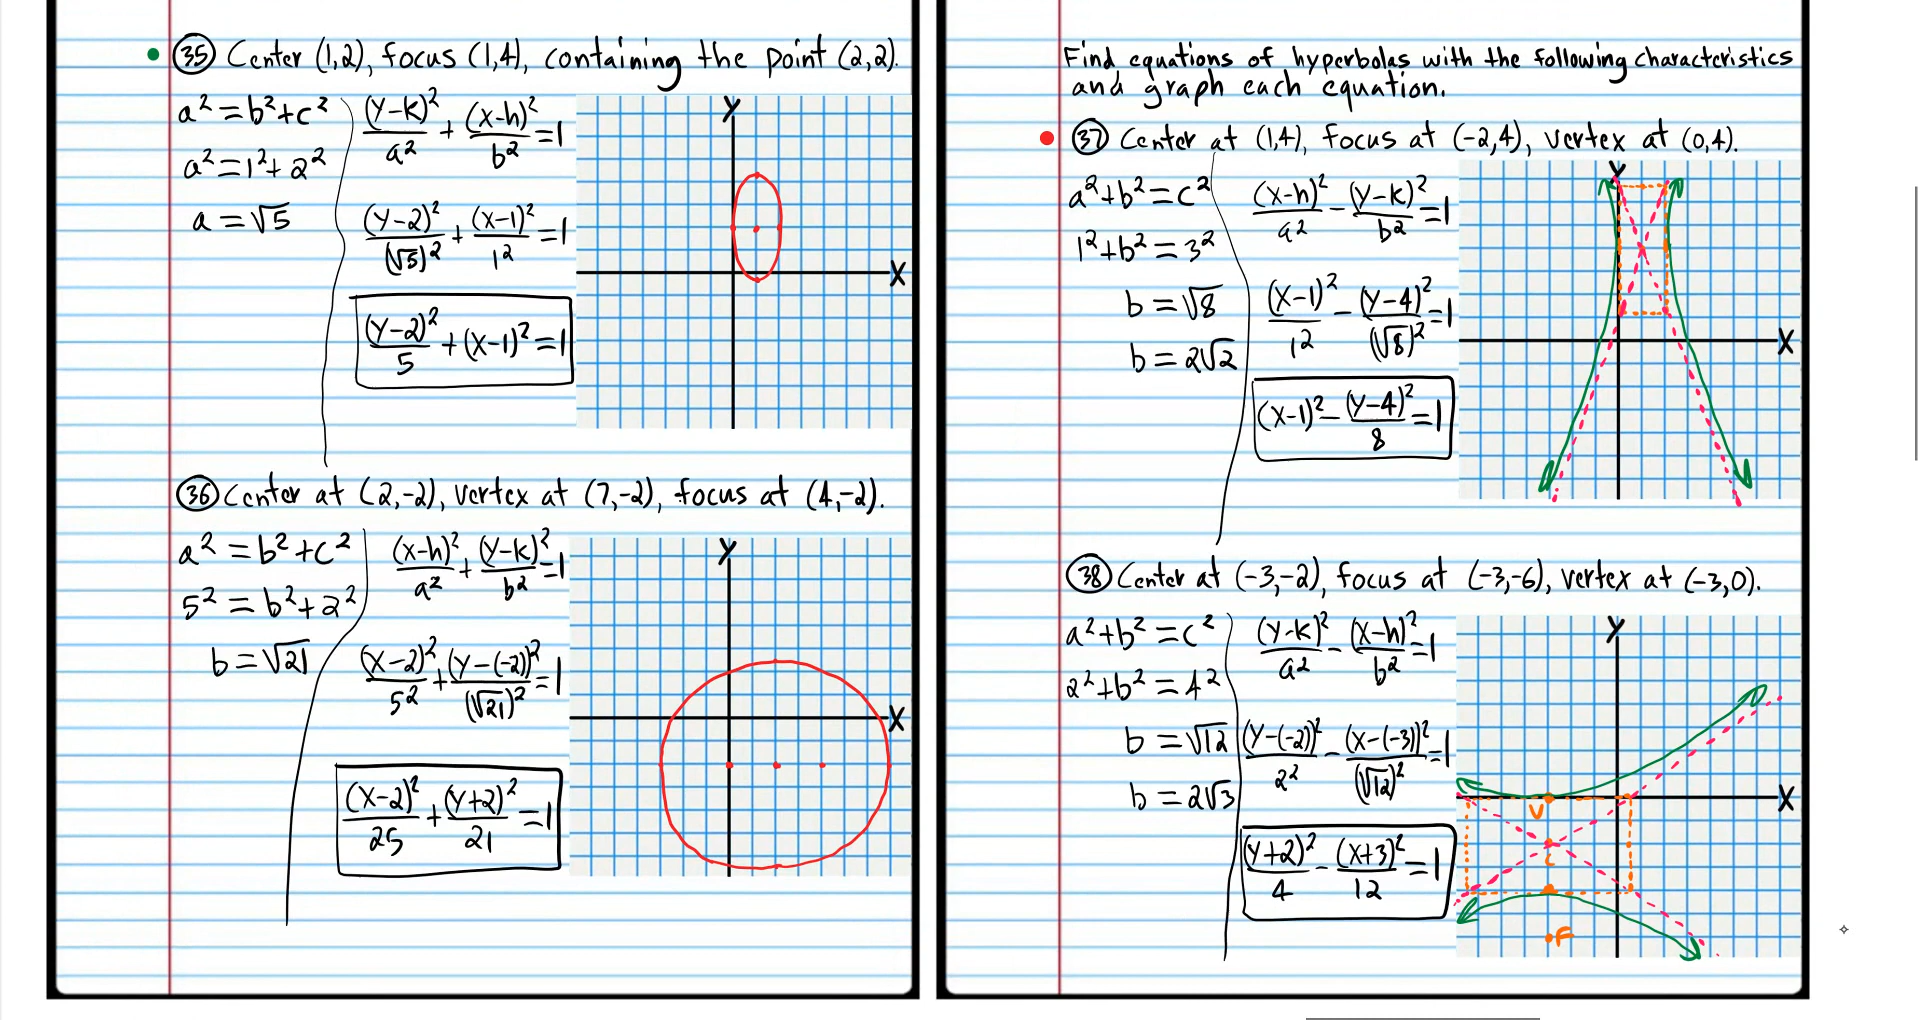 35 Center (1,2), focus (1,4), containing the point (2,2).
a² = b² + c²
a² = 1² + 2²
a = √5
(y-k)²/a² + (x-h)²/b² = 1
(y-2)²/(√5)² + (x-1)²/1² = 1
(y-2)²/5 + (x-1)² = 1
Y
X
36 Center at (2,-2), vertex at (7,-2), focus at (4,-2).
a² = b² + c²
5² = b² + 2²
b = √21
(x-h)²/a² + (y-k)²/b² = 1
(x-2)²/5² + (y-(-2))²/(√21)² = 1
(x-2)²/25 + (y+2)²/21 = 1
Y
X
Find equations of hyperbolas with the following characteristics
and graph each equation.
37 Center at (1,4), focus at (-2,4), vertex at (0,4).
a² + b² = c²
1² + b² = 3²
b = √8
b = 2√2
(x-h)²/a² - (y-k)²/b² = 1
(x-1)²/1² - (y-4)²/(√8)² = 1
(x-1)² - (y-4)²/8 = 1
Y
X
38 Center at (-3,-2), focus at (-3,-6), vertex at (-3,0).
a² + b² = c²
2² + b² = 4²
b = √12
b = 2√3
(y-k)²/a² - (x-h)²/b² = 1
(y-(-2))²/2² - (x-(-3))²/(√12)² = 1
(y+2)²/4 - (x+3)²/12 = 1
Y
X
V
C
F